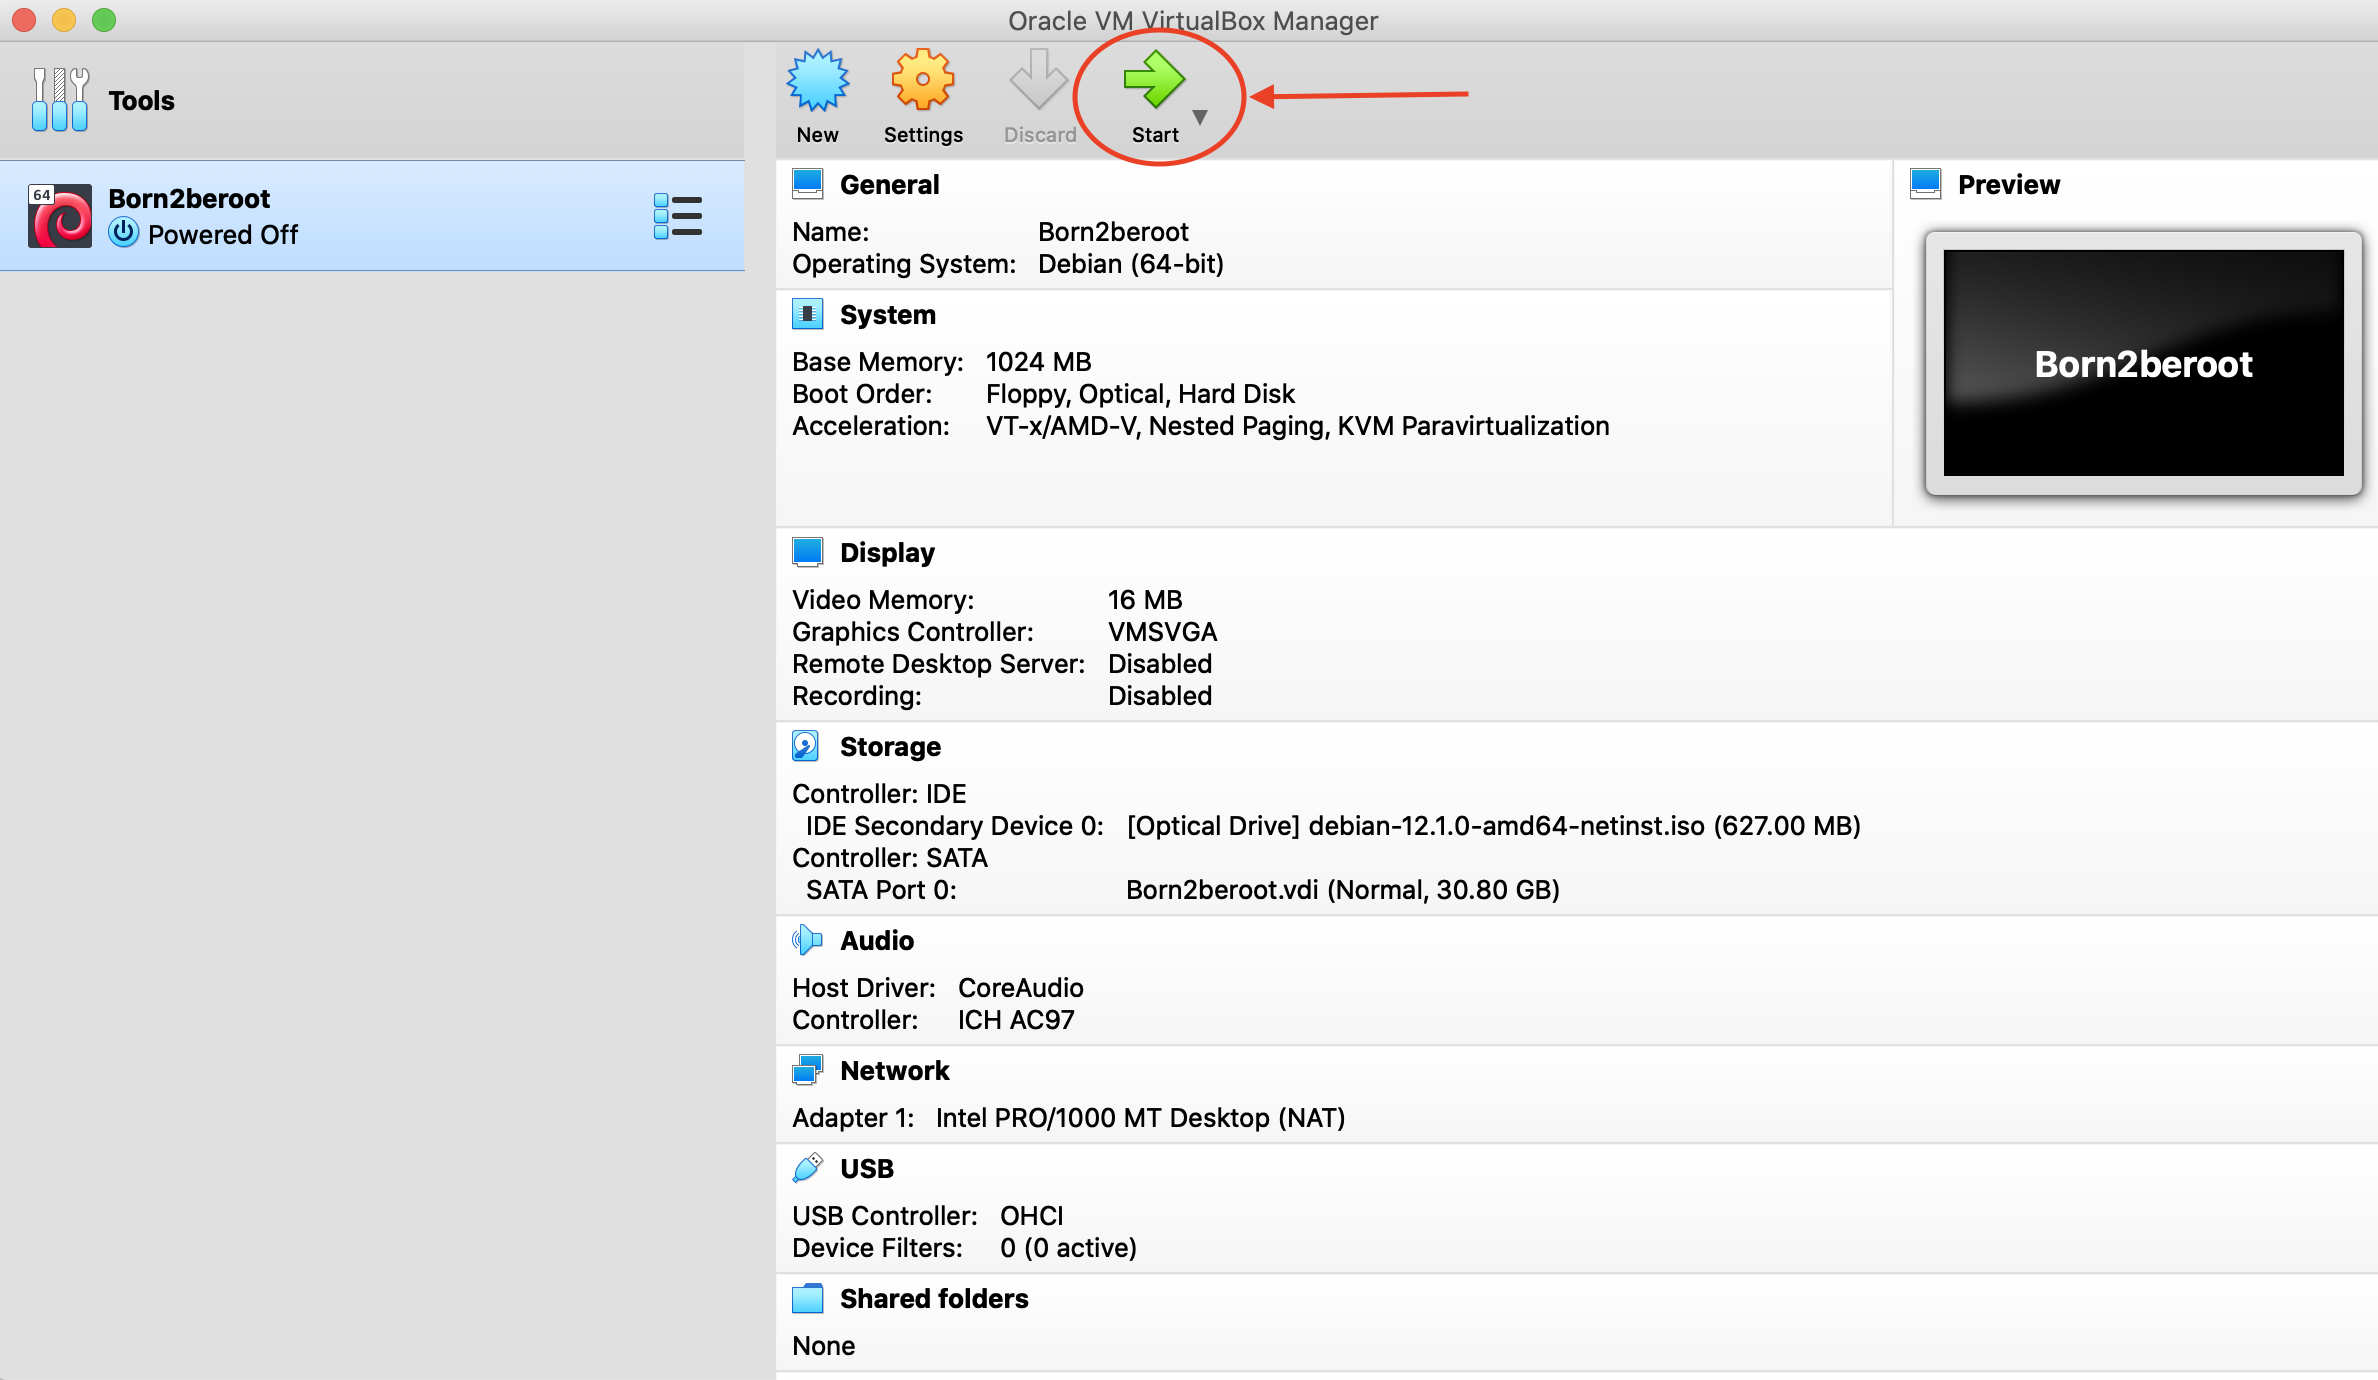 Oracle VM VirtualBox Manager
Tools
New
Settings
Discard
Start
64
Born2beroot
Powered Off
General
Name: Born2beroot
Operating System: Debian (64-bit)
Preview
Born2beroot
System
Base Memory: 1024 MB
Boot Order: Floppy, Optical, Hard Disk
Acceleration: VT-x/AMD-V, Nested Paging, KVM Paravirtualization
Display
Video Memory: 16 MB
Graphics Controller: VMSVGA
Remote Desktop Server: Disabled
Recording: Disabled
Storage
Controller: IDE
IDE Secondary Device 0: [Optical Drive] debian-12.1.0-amd64-netinst.iso (627.00 MB)
Controller: SATA
SATA Port 0: Born2beroot.vdi (Normal, 30.80 GB)
Audio
Host Driver: CoreAudio
Controller: ICH AC97
Network
Adapter 1: Intel PRO/1000 MT Desktop (NAT)
USB
USB Controller: OHCI
Device Filters: 0 (0 active)
Shared folders
None